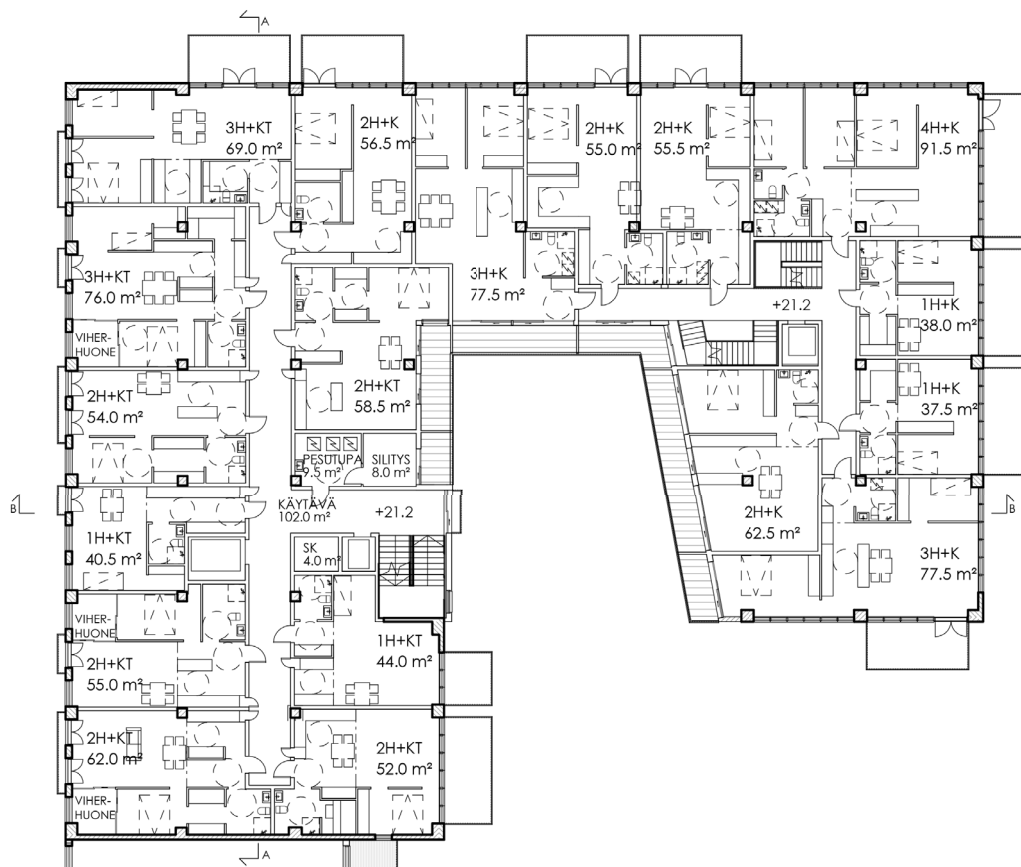 A
3H+KT
69.0 m²
2H+K
56.5 m²
2H+K
55.0 m²
2H+K
55.5 m²
4H+K
91.5 m²
3H+KT
76.0 m²
VIHER-
HUONE
3H+K
77.5 m²
+21.2
1H+K
38.0 m²
2H+KT
54.0 m²
2H+KT
58.5 m²
1H+K
37.5 m²
PESUTUPA
9.5 m²
SILITYS
8.0 m²
B
KÄYTÄVÄ
102.0 m²
+21.2
2H+K
62.5 m²
B
1H+KT
40.5 m²
SK
4.0 m²
3H+K
77.5 m²
VIHER-
HUONE
2H+KT
55.0 m²
1H+KT
44.0 m²
2H+KT
62.0 m²
2H+KT
52.0 m²
VIHER-
HUONE
A